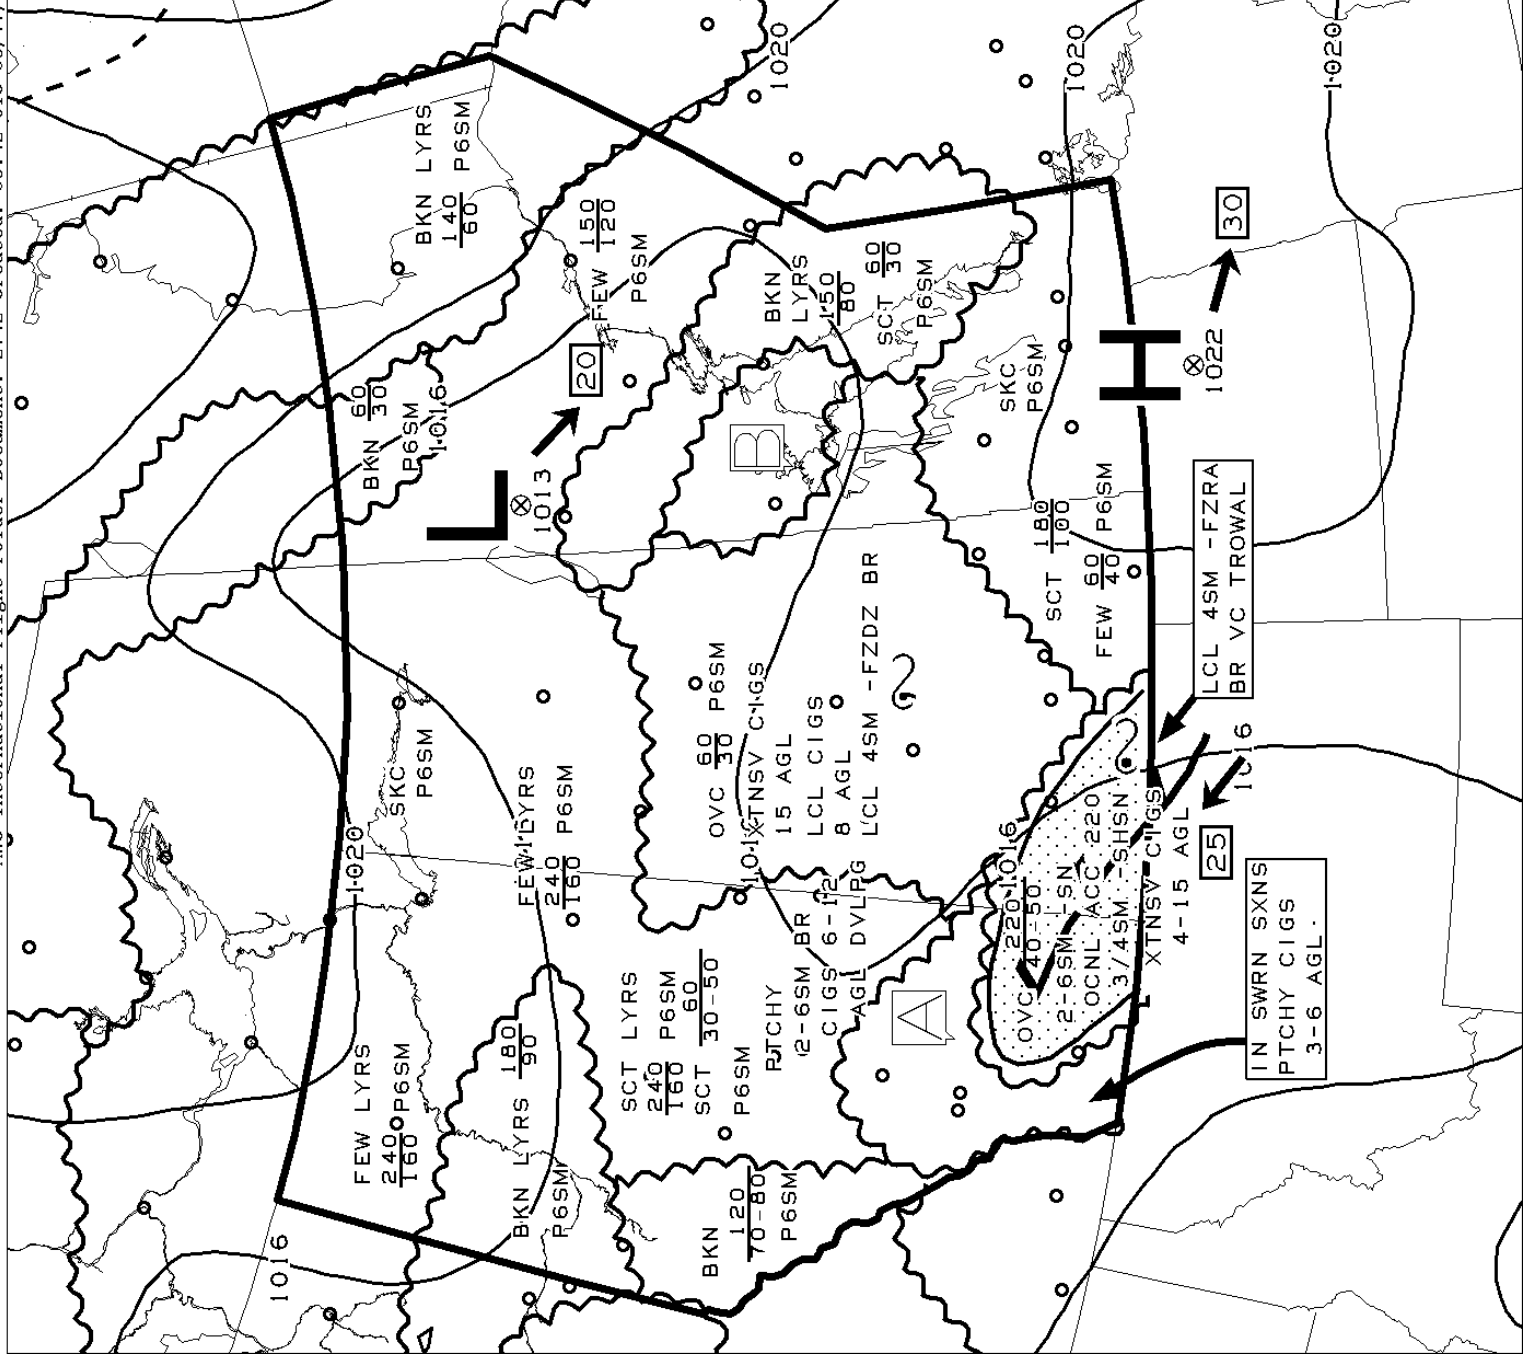 BKN LYRS
140
60
P6SM
FEW
150
120
P6SM
BKN
60
30
P6SM
1016
20
1013
1020
1020
1020
BKN
LYRS
150
80
SCT
60
30
P6SM
30
1022
SKC
P6SM
B
SCT
180
100
FEW
60
40
P6SM
LCL 4SM -FZRA
BR VC TROWAL
SKC
P6SM
1020
FEW LYRS
240
160
P6SM
OVC
60
30
P6SM
XTNSV CIGS
15 AGL
LCL CIGS
8 AGL
LCL 4SM -FZDZ BR
1016
OVC
220
40-50
2-6SM -SN
OCNL ACC 220
3/4SM -SHSN
XTNSV CIGS
4-15 AGL
25
1016
IN SWRN SXNS
PTCHY CIGS
3-6 AGL.
FEW LYRS
240
160
P6SM
BKN LYRS
180
90
P6SM
SCT LYRS
240
160
P6SM
SCT
60
30-50
P6SM
PTCHY
2-6SM BR
CIGS 6-12
AGL DVLPG
A
BKN
120
70-80
P6SM
1016